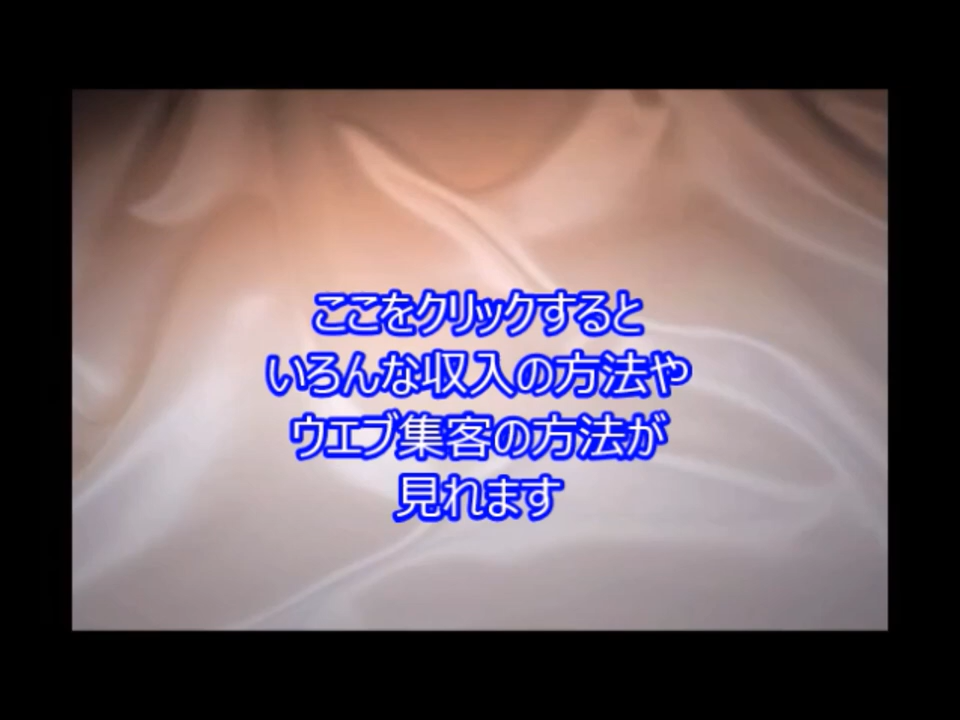 ここをクリックすると
いろんな収入の方法や
ウエブ集客の方法が
見れます